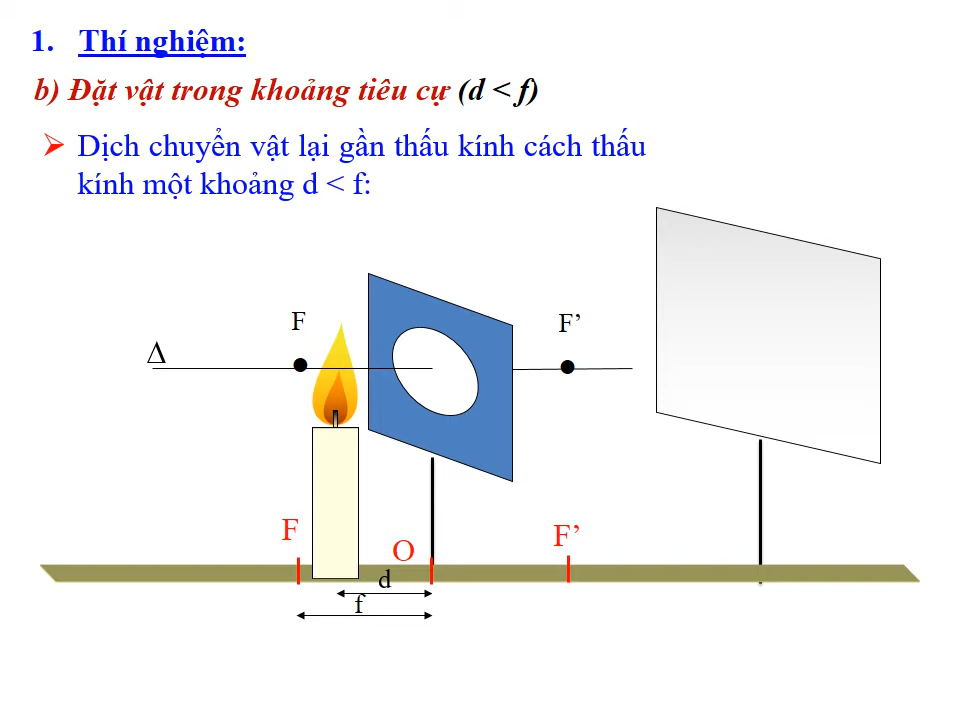 1. Thí nghiệm:
b) Đặt vật trong khoảng tiêu cự (d < f)
➢ Dịch chuyển vật lại gần thấu kính cách thấu
kính một khoảng d < f:
F
F’
Δ
F
O
F’
d
f